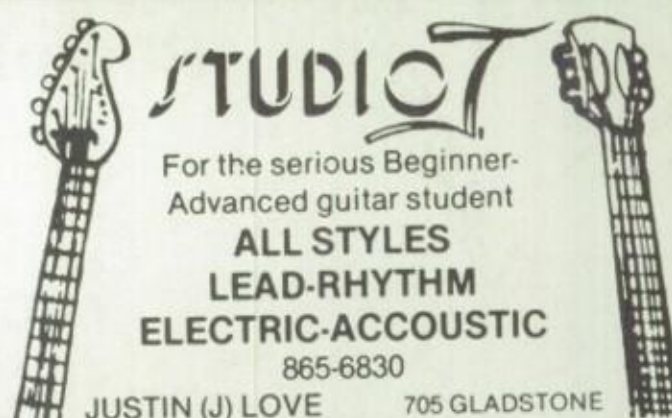 STUDIO J
For the serious Beginner-
Advanced guitar student
ALL STYLES
LEAD-RHYTHM
ELECTRIC-ACCOUSTIC
865-6830
JUSTIN (J) LOVE 705 GLADSTONE